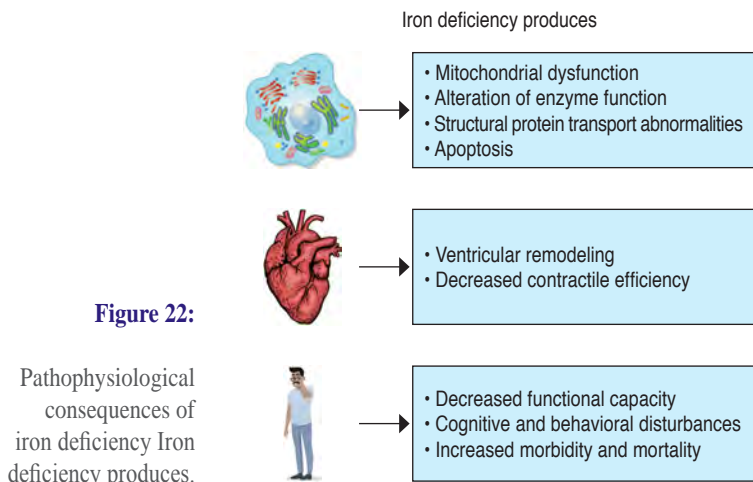 Iron deficiency produces
• Mitochondrial dysfunction
• Alteration of enzyme function
• Structural protein transport abnormalities
• Apoptosis
• Ventricular remodeling
• Decreased contractile efficiency
Figure 22:
Pathophysiological
consequences of
iron deficiency Iron
deficiency produces.
• Decreased functional capacity
• Cognitive and behavioral disturbances
• Increased morbidity and mortality